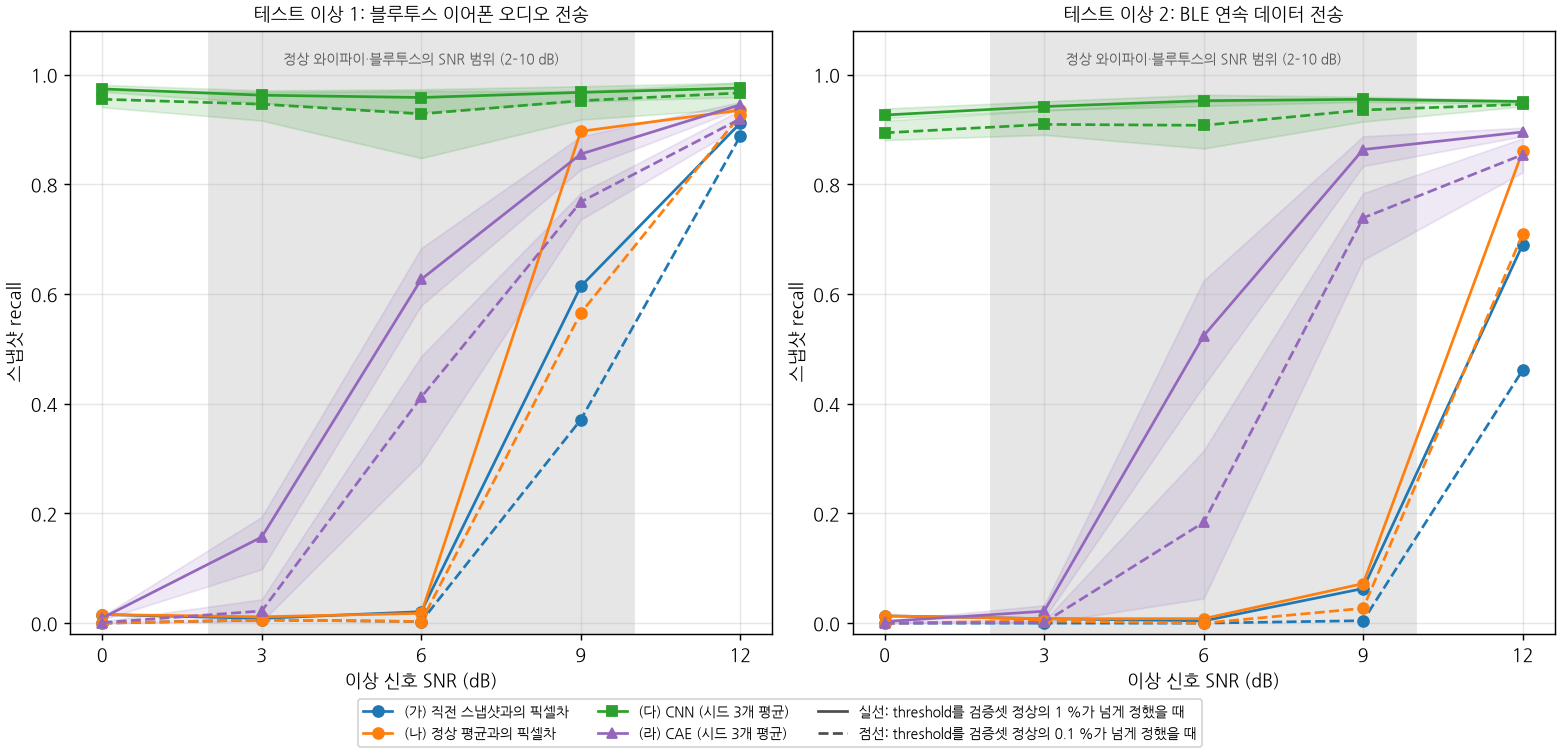 테스트 이상 1: 블루투스 이어폰 오디오 전송
정상 와이파이·블루투스의 SNR 범위 (2-10 dB)
스냅샷 recall
1.0
0.8
0.6
0.4
0.2
0.0
0 3 6 9 12
이상 신호 SNR (dB)
테스트 이상 2: BLE 연속 데이터 전송
정상 와이파이·블루투스의 SNR 범위 (2-10 dB)
스냅샷 recall
1.0
0.8
0.6
0.4
0.2
0.0
0 3 6 9 12
이상 신호 SNR (dB)
(가) 직전 스냅샷과의 픽셀차
(나) 정상 평균과의 픽셀차
(다) CNN (시드 3개 평균)
(라) CAE (시드 3개 평균)
실선: threshold를 검증셋 정상의 1 %가 넘게 정했을 때
점선: threshold를 검증셋 정상의 0.1 %가 넘게 정했을 때